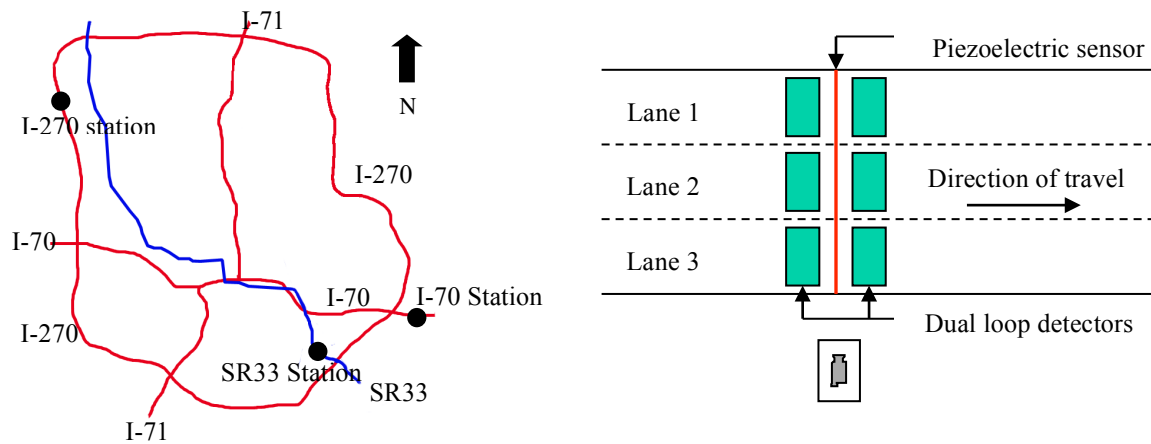 I-71
N
I-270 station
I-270
I-70
I-70
I-70 Station
I-270
SR33 Station
SR33
I-71
Piezoelectric sensor
Lane 1
Lane 2
Direction of travel
Lane 3
Dual loop detectors